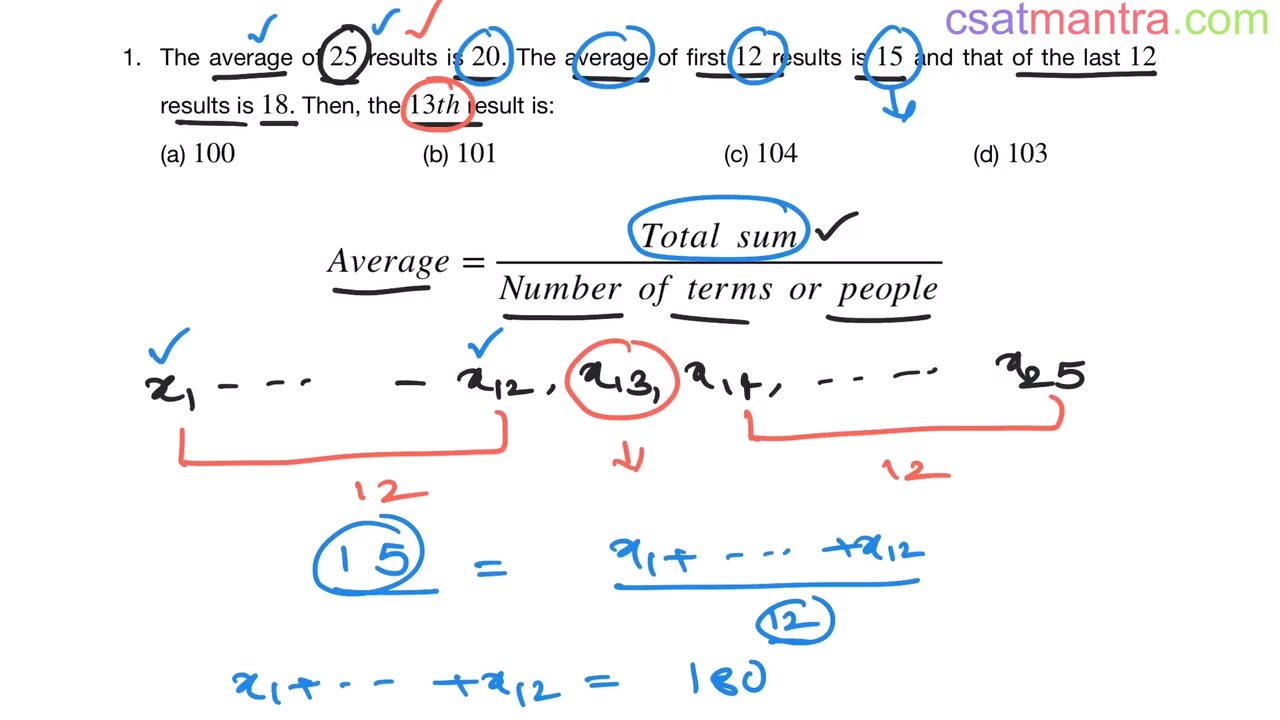 csatmantra.com
1. The average of 25 results is 20. The average of first 12 results is 15 and that of the last 12
results is 18. Then, the 13th result is:
(a) 100 (b) 101 (c) 104 (d) 103
Total sum
Average =
Number of terms or people
x₁ - - - - - x₁₂, x₁₃, x₁₄, - - - - - x₂₅
12 12
15 = x₁ + - - - + x₁₂
12
x₁ + - - - + x₁₂ = 180